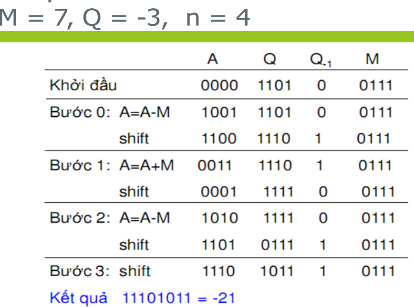 M = 7, Q = -3, n = 4
A Q Q-1 M
Khởi đầu 0000 1101 0 0111
Bước 0: A=A-M 1001 1101 0 0111
shift 1100 1110 1 0111
Bước 1: A=A+M 0011 1110 1 0111
shift 0001 1111 0 0111
Bước 2: A=A-M 1010 1111 0 0111
shift 1101 0111 1 0111
Bước 3: shift 1110 1011 1 0111
Kết quả 11101011 = -21